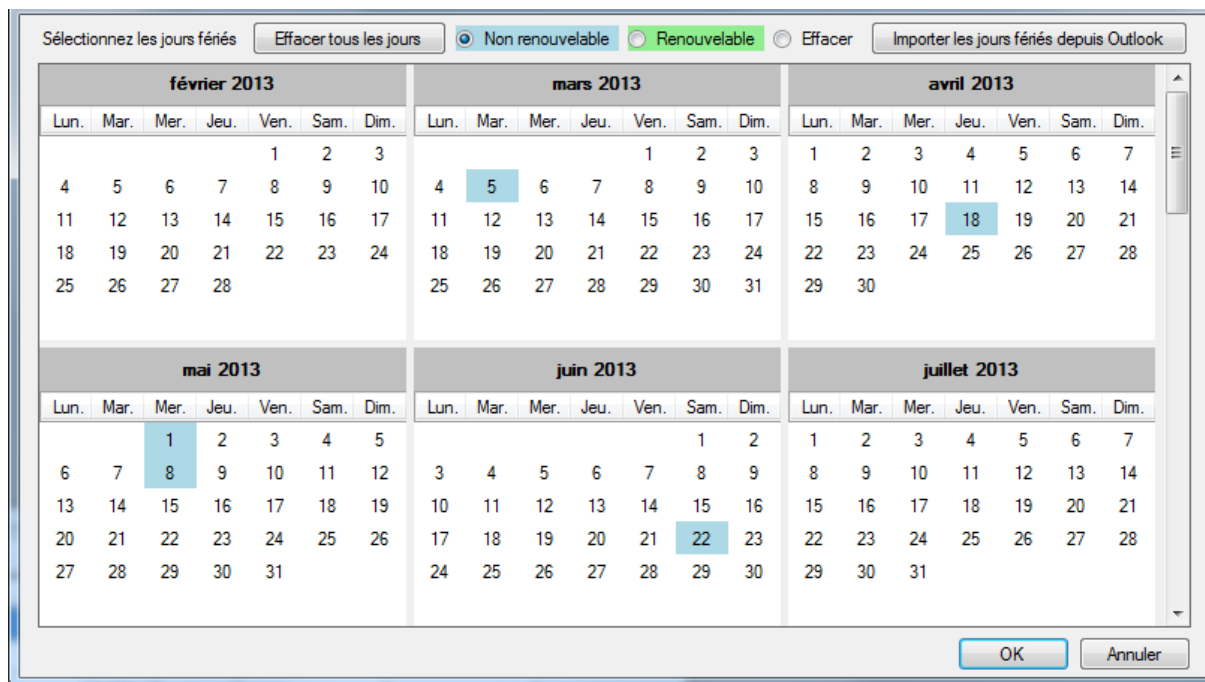 Sélectionnez les jours fériés Effacer tous les jours Non renouvelable Renouvelable Effacer Importer les jours fériés depuis Outlook
février 2013 mars 2013 avril 2013
Lun. Mar. Mer. Jeu. Ven. Sam. Dim. Lun. Mar. Mer. Jeu. Ven. Sam. Dim. Lun. Mar. Mer. Jeu. Ven. Sam. Dim.
1 2 3 1 2 3 1 2 3 4 5 6 7
4 5 6 7 8 9 10 4 5 6 7 8 9 10 8 9 10 11 12 13 14
11 12 13 14 15 16 17 11 12 13 14 15 16 17 15 16 17 18 19 20 21
18 19 20 21 22 23 24 18 19 20 21 22 23 24 22 23 24 25 26 27 28
25 26 27 28 25 26 27 28 29 30 31 29 30
mai 2013 juin 2013 juillet 2013
Lun. Mar. Mer. Jeu. Ven. Sam. Dim. Lun. Mar. Mer. Jeu. Ven. Sam. Dim. Lun. Mar. Mer. Jeu. Ven. Sam. Dim.
1 2 3 4 5 1 2 1 2 3 4 5 6 7
6 7 8 9 10 11 12 3 4 5 6 7 8 9 8 9 10 11 12 13 14
13 14 15 16 17 18 19 10 11 12 13 14 15 16 15 16 17 18 19 20 21
20 21 22 23 24 25 26 17 18 19 20 21 22 23 22 23 24 25 26 27 28
27 28 29 30 31 24 25 26 27 28 29 30 29 30 31
OK Annuler